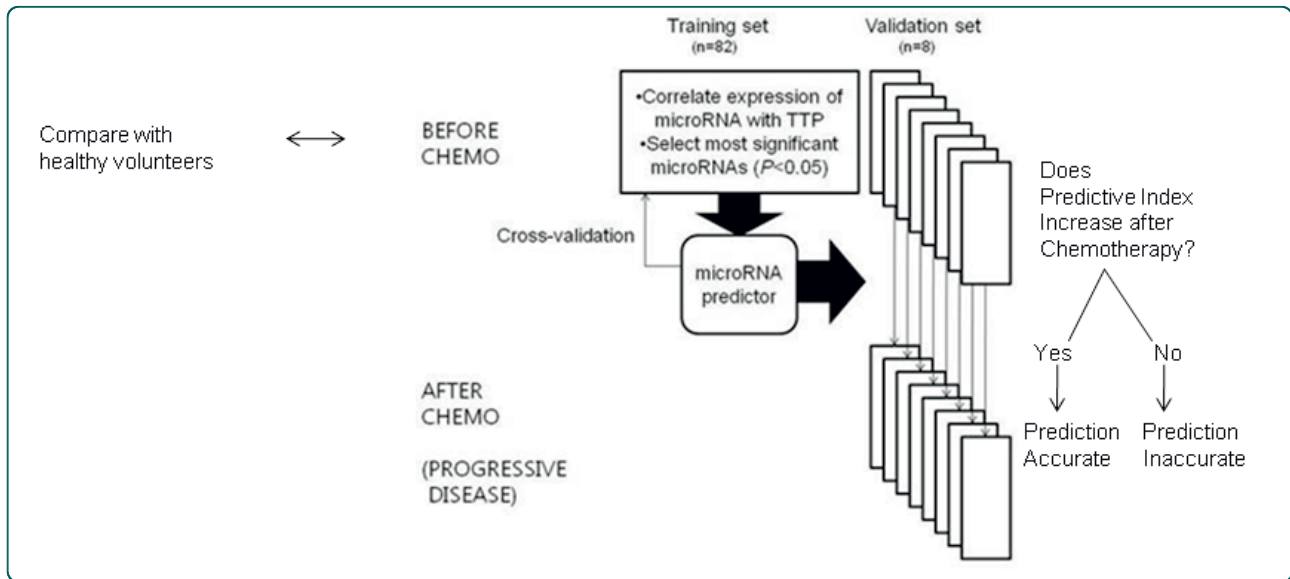 Training set
(n=82)
Validation set
(n=8)
Compare with
healthy volunteers
BEFORE
CHEMO
•Correlate expression of
microRNA with TTP
•Select most significant
microRNAs (P<0.05)
Cross-validation
microRNA
predictor
Does
Predictive Index
Increase after
Chemotherapy?
Yes
No
Prediction
Accurate
Prediction
Inaccurate
AFTER
CHEMO
(PROGRESSIVE
DISEASE)